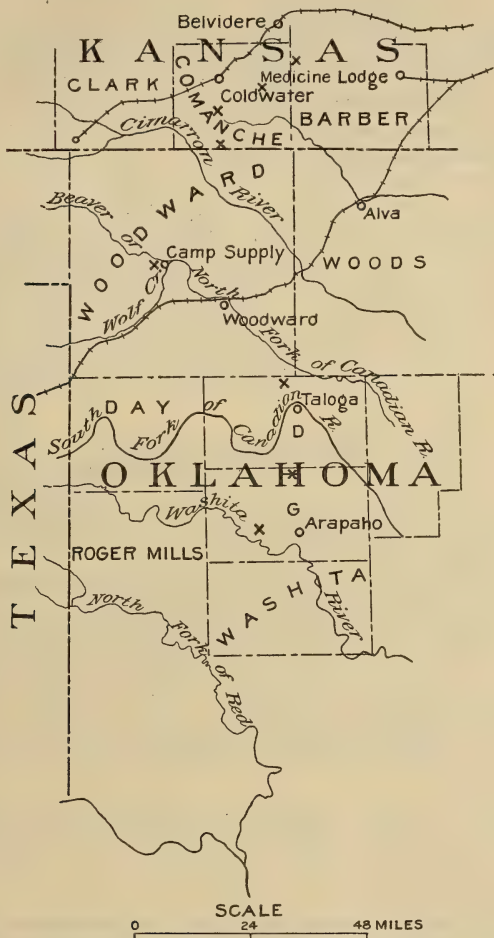 Belvidere
KANSAS
CLARK
COMANCHE
Medicine Lodge
Coldwater
BARBER
Cimarron River
WOODWARD
Beaver or North Fork of Canadian R.
Alva
Camp Supply
WOODS
Wolf Cr.
Woodward
TEXAS
DAY
South Fork of Canadian R.
Taloga
D
OKLAHOMA
Washita River
G
Arapaho
ROGER MILLS
WASHTA
North Fork of Red
SCALE
0 24 48 MILES